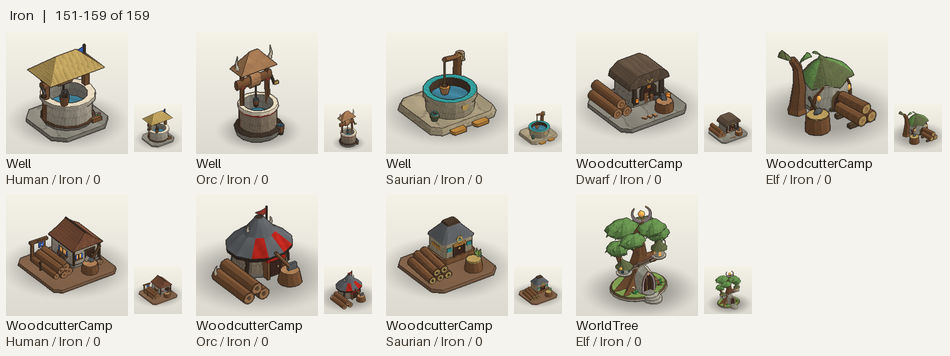 Iron | 151-159 of 159
Well
Human / Iron / 0
Well
Orc / Iron / 0
Well
Saurian / Iron / 0
WoodcutterCamp
Dwarf / Iron / 0
WoodcutterCamp
Elf / Iron / 0
WoodcutterCamp
Human / Iron / 0
WoodcutterCamp
Orc / Iron / 0
WoodcutterCamp
Saurian / Iron / 0
WorldTree
Elf / Iron / 0